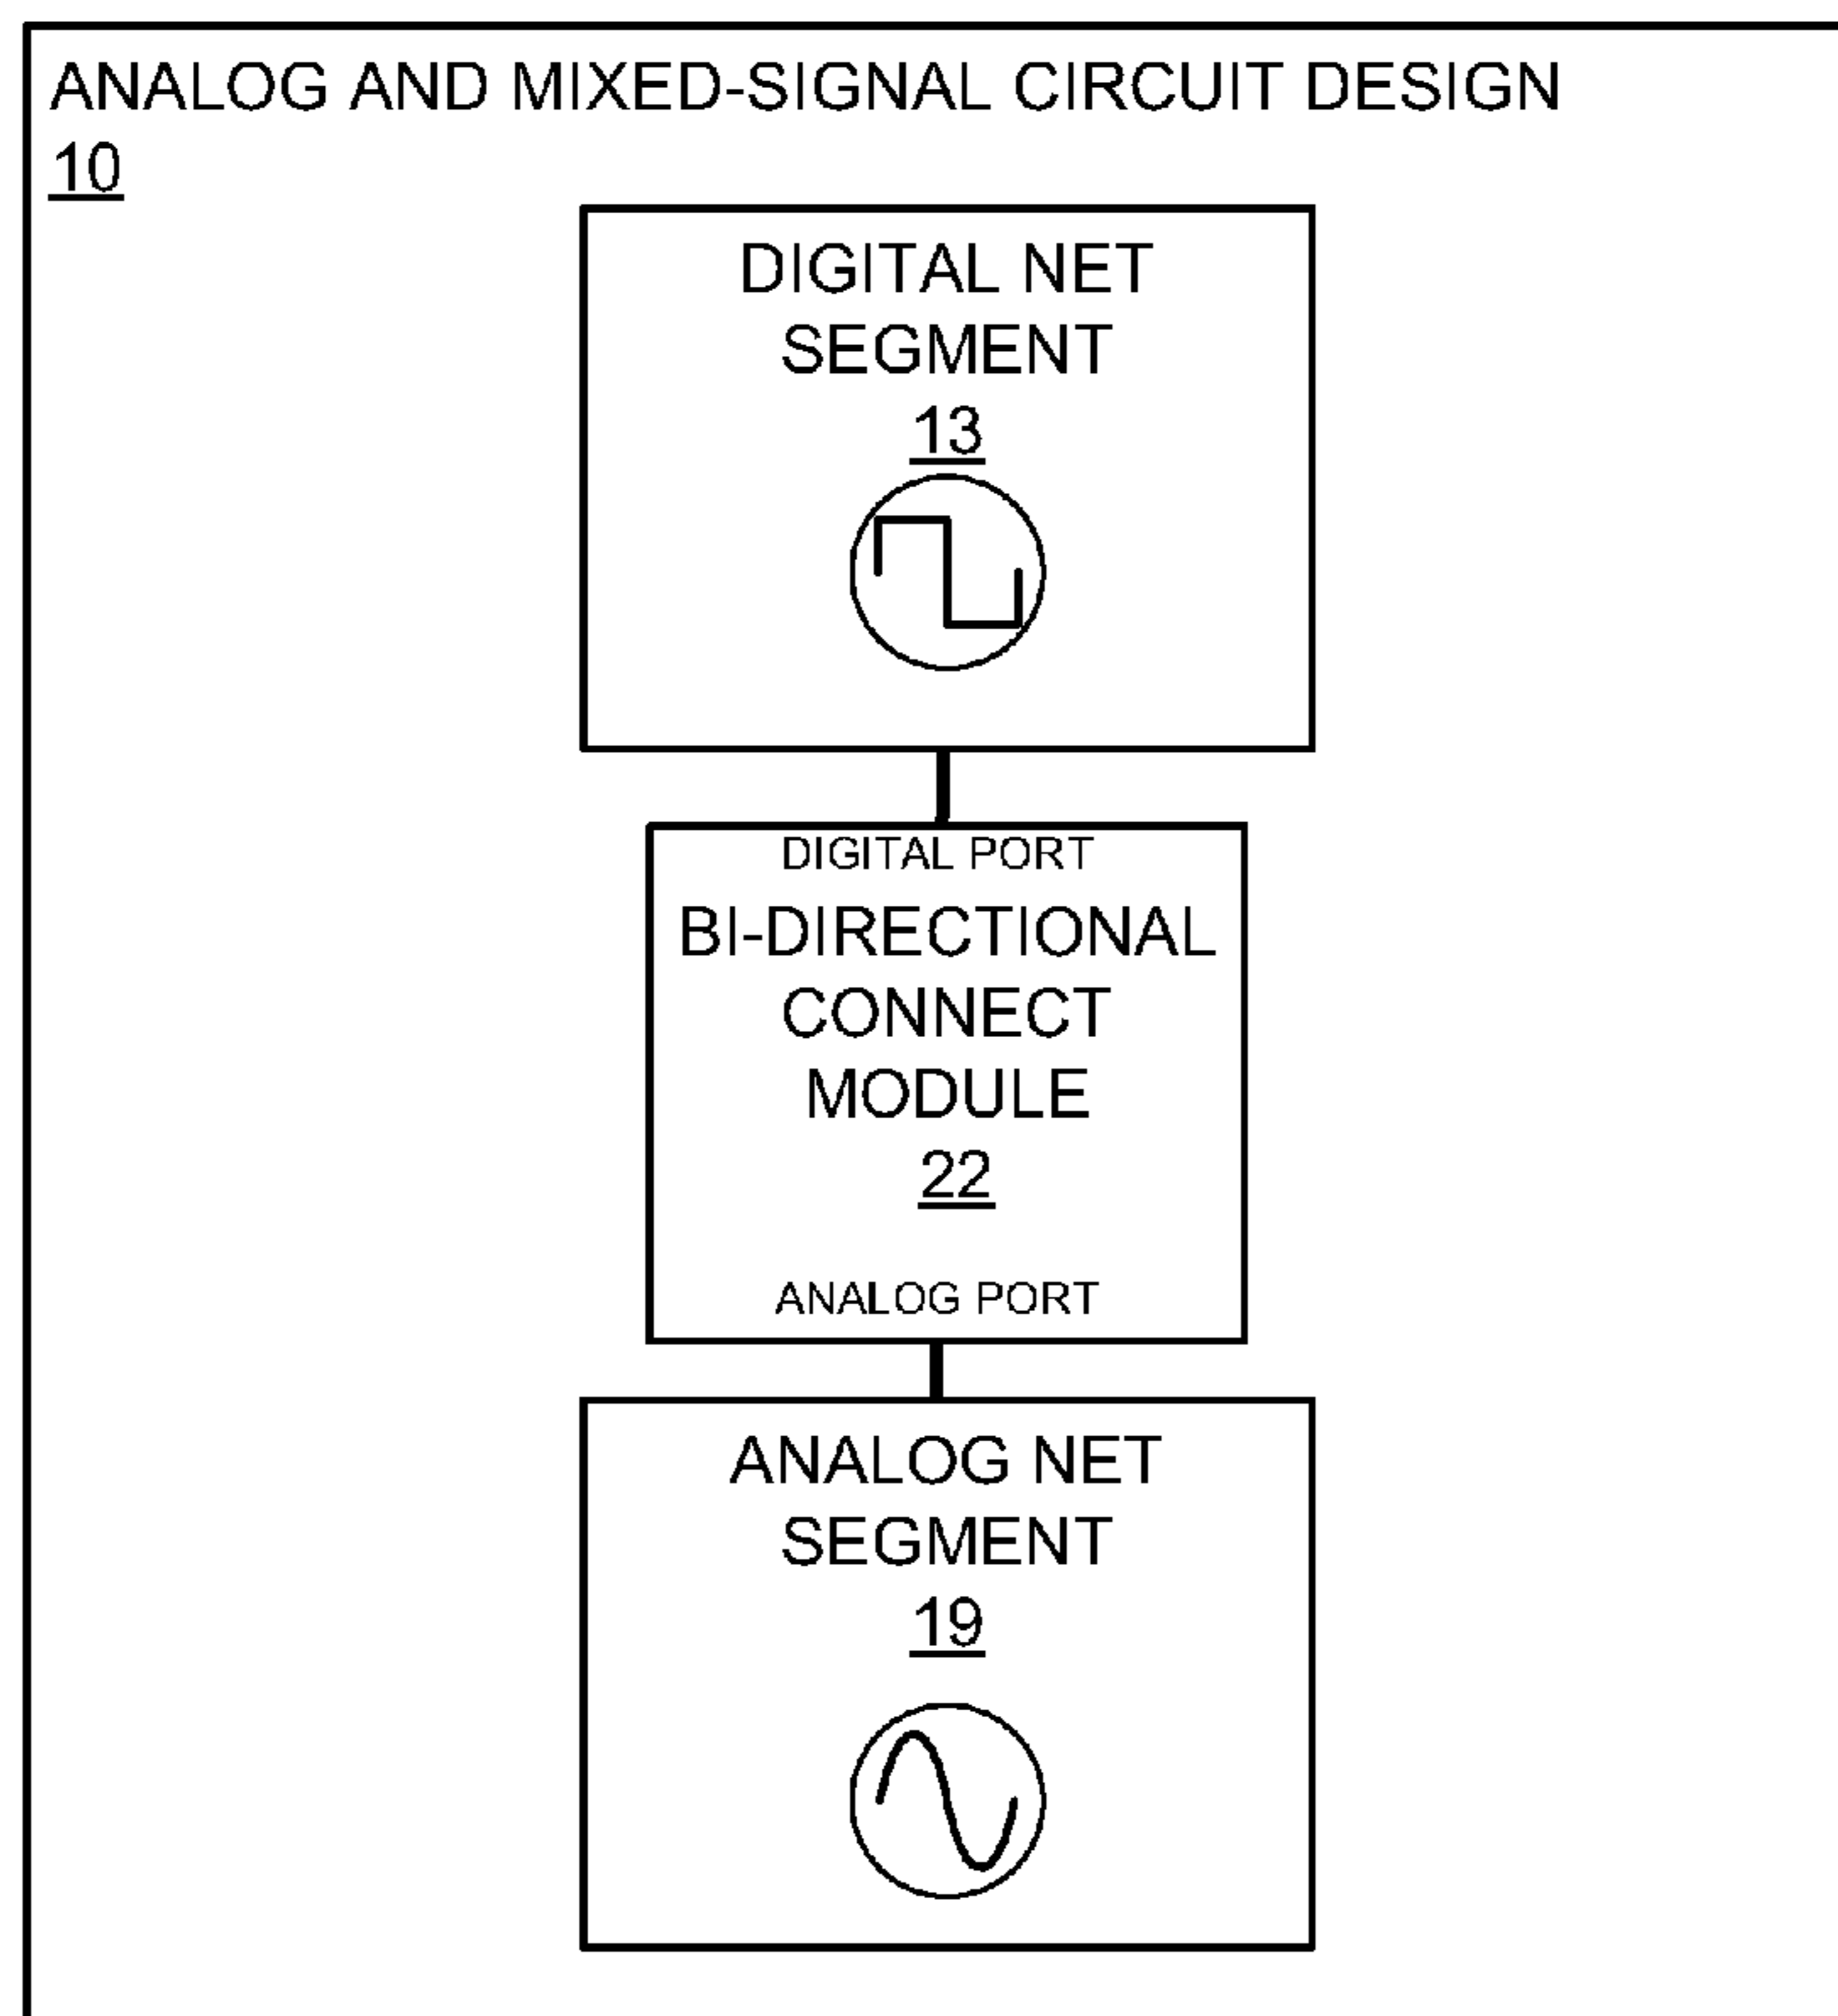 ANALOG AND MIXED-SIGNAL CIRCUIT DESIGN
10
DIGITAL NET
SEGMENT
13
DIGITAL PORT
BI-DIRECTIONAL
CONNECT
MODULE
22
ANALOG PORT
ANALOG NET
SEGMENT
19